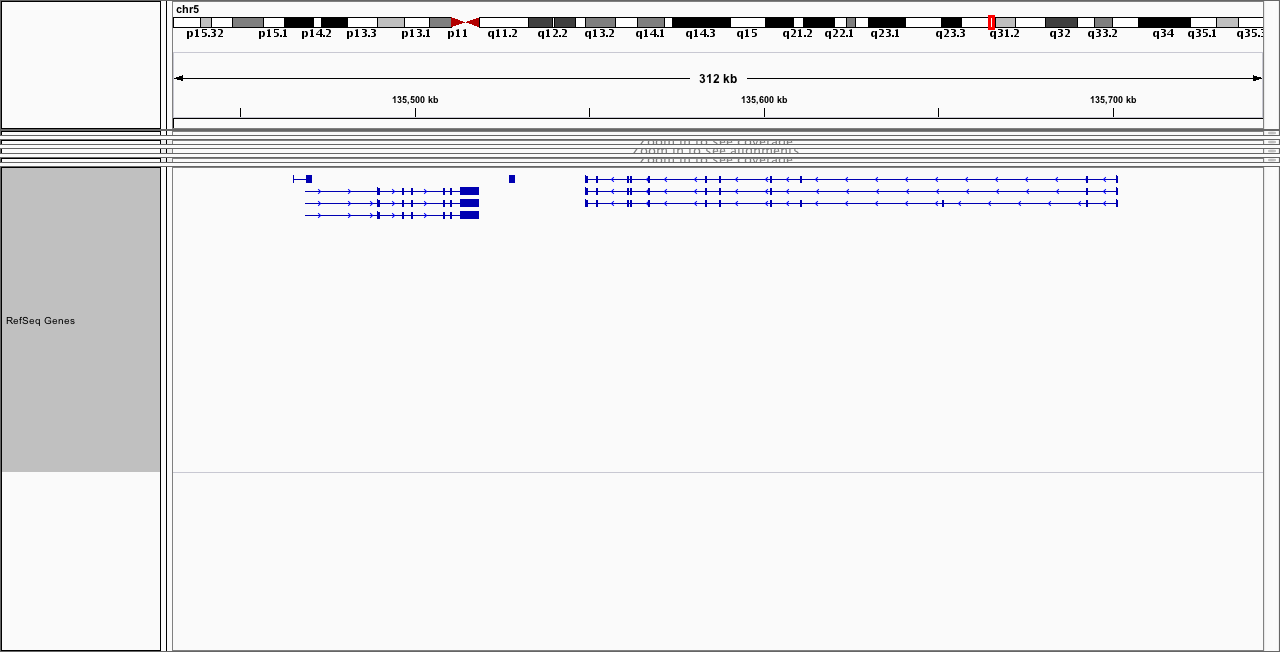 chr5
p15.32 p15.1 p14.2 p13.3 p13.1 p11 q11.2 q12.2 q13.2 q14.1 q14.3 q15 q21.2 q22.1 q23.1 q23.3 q31.2 q32 q33.2 q34 q35.1 q35.3
312 kb
135,500 kb 135,600 kb 135,700 kb
Zoom in to see coverage
Zoom in to see alignments
Zoom in to see coverage
RefSeq Genes